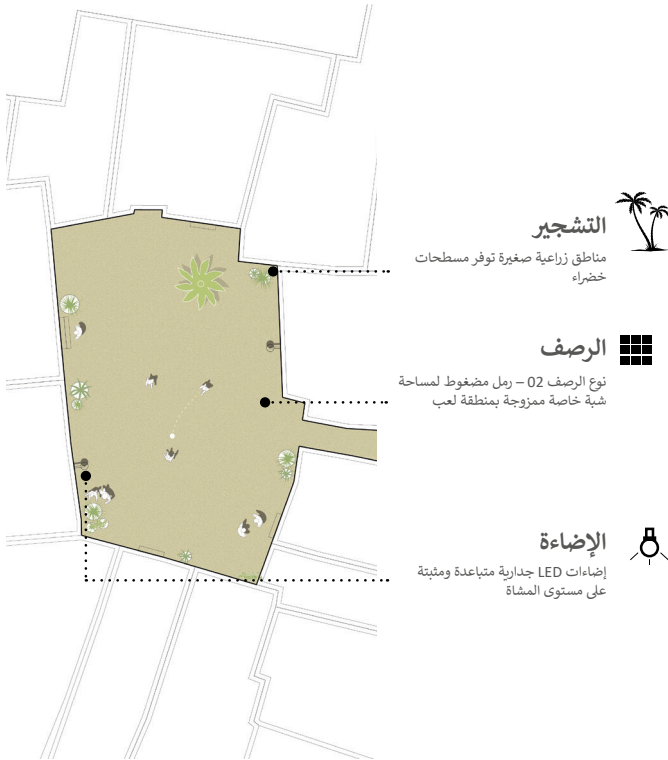 التشجير
مناطق زراعية صغيرة توفر مسطحات
خضراء
الرصف
نوع الرصف 02 – رمل مضغوط لمساحة
شبة خاصة ممزوجة بمنطقة لعب
الإضاءة
إضاءات LED جدارية متباعدة ومثبتة
على مستوى المشاة